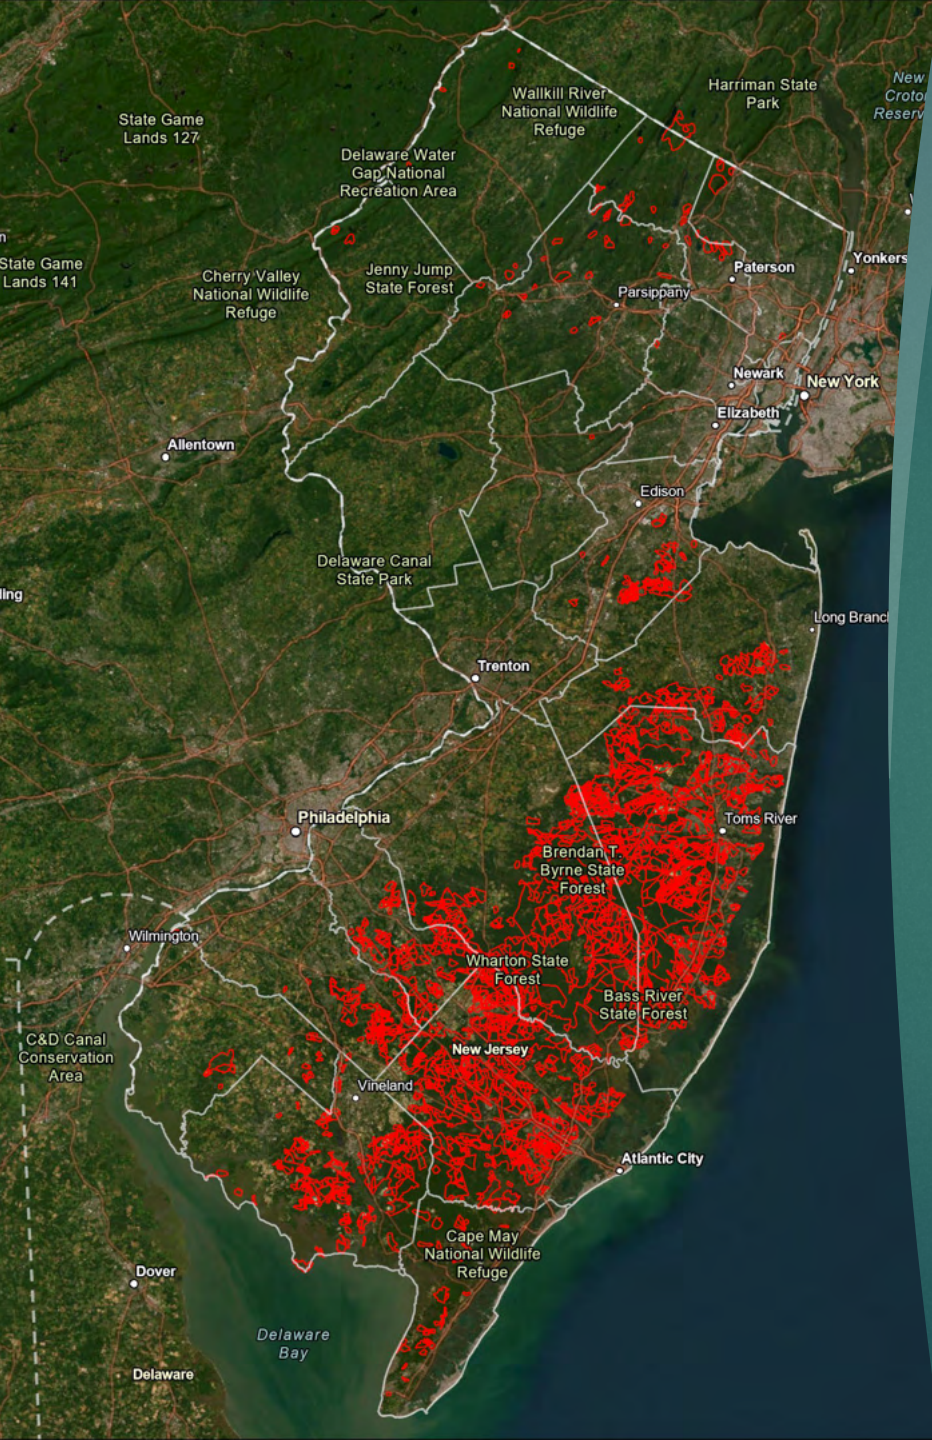 New
Croton
Reserv
Harriman State
Park
Wallkill River
National Wildlife
Refuge
State Game
Lands 127
Delaware Water
Gap National
Recreation Area
n
State Game
Lands 141
Yonkers
Paterson
Cherry Valley
National Wildlife
Refuge
Jenny Jump
State Forest
Parsippany
Newark
New York
Elizabeth
Allentown
Edison
Delaware Canal
State Park
ling
Long Branc
Trenton
Philadelphia
Toms River
Brendan T.
Byrne State
Forest
Wilmington
Wharton State
Forest
Bass River
State Forest
C&D Canal
Conservation
Area
New Jersey
Vineland
Atlantic City
Cape May
National Wildlife
Refuge
Dover
Delaware
Bay
Delaware